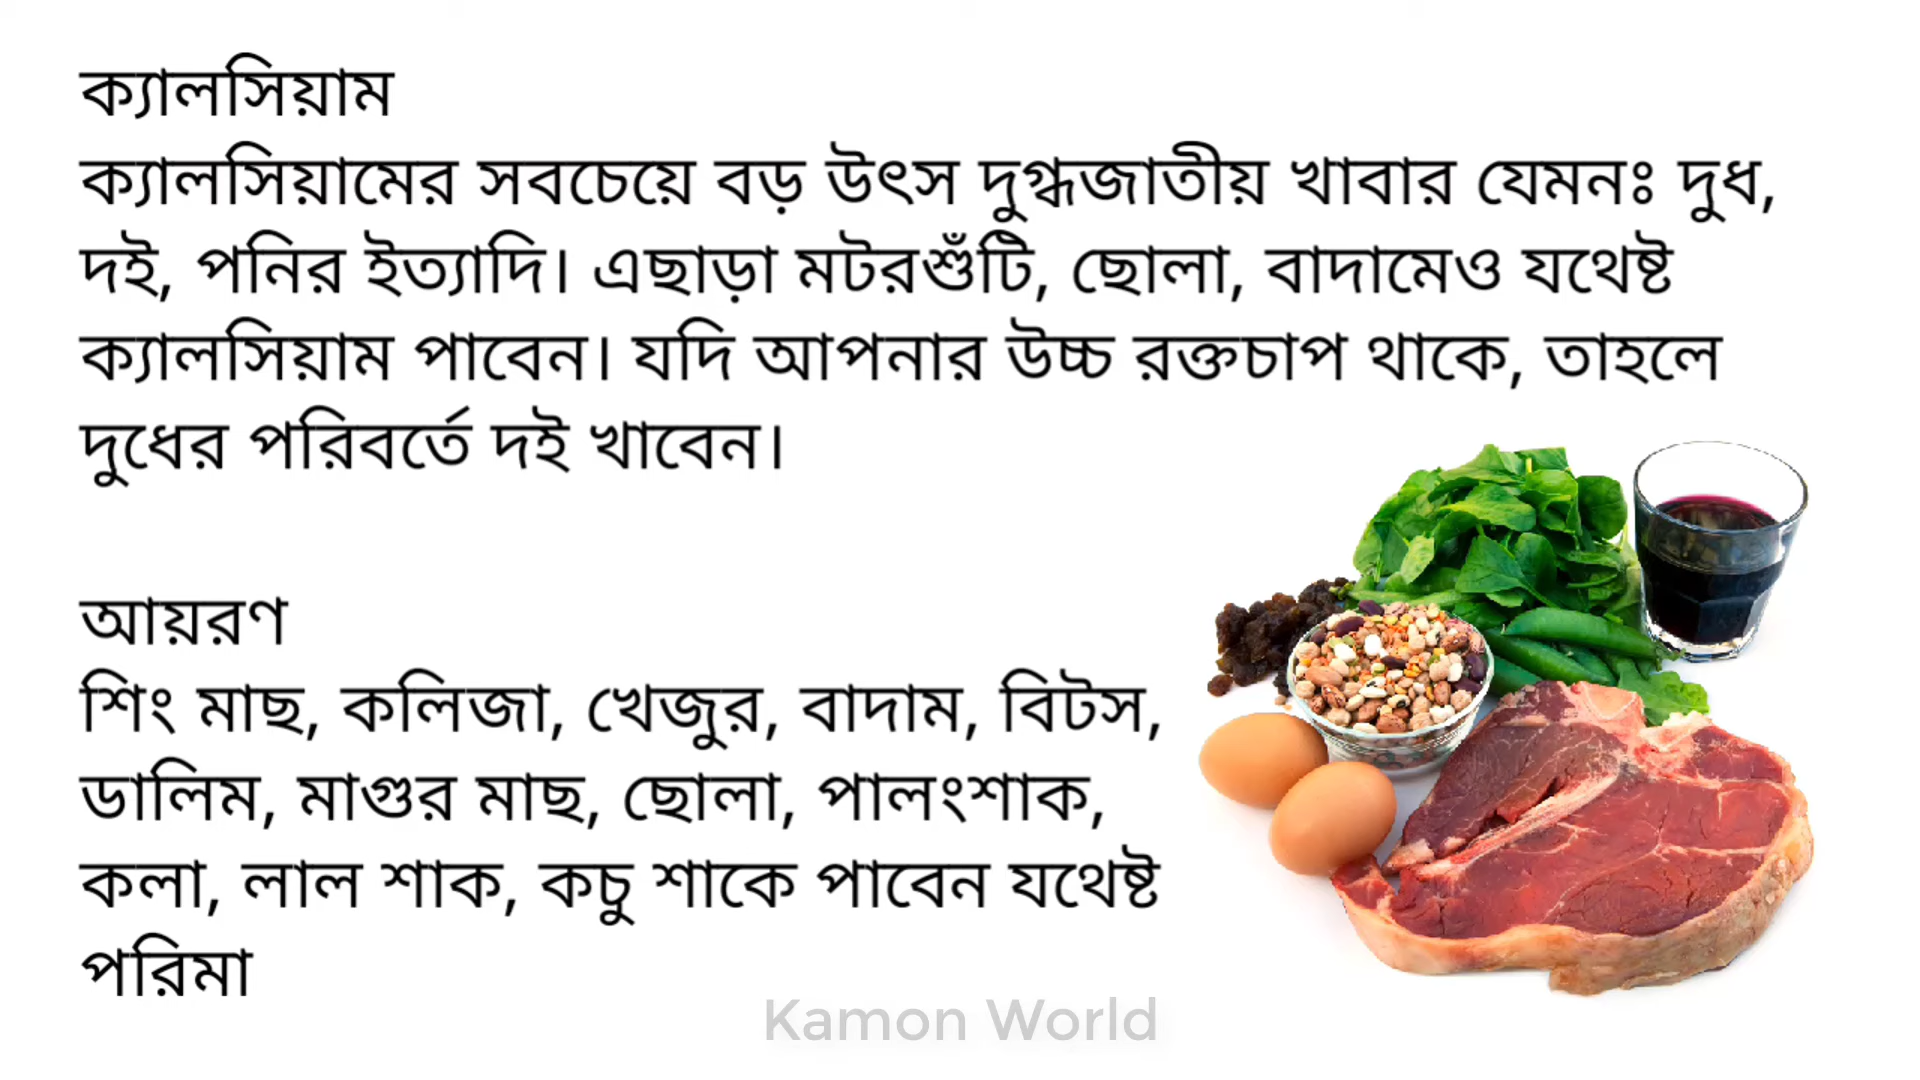 ক্যালসিয়াম
ক্যালসিয়ামের সবচেয়ে বড় উৎস দুগ্ধজাতীয় খাবার যেমনঃ দুধ,
দই, পনির ইত্যাদি। এছাড়া মটরশুঁটি, ছোলা, বাদামেও যথেষ্ট
ক্যালসিয়াম পাবেন। যদি আপনার উচ্চ রক্তচাপ থাকে, তাহলে
দুধের পরিবর্তে দই খাবেন।
আয়রণ
শিং মাছ, কলিজা, খেজুর, বাদাম, বিটস,
ডালিম, মাগুর মাছ, ছোলা, পালংশাক,
কলা, লাল শাক, কচু শাকে পাবেন যথেষ্ট
পরিমা
Kamon World